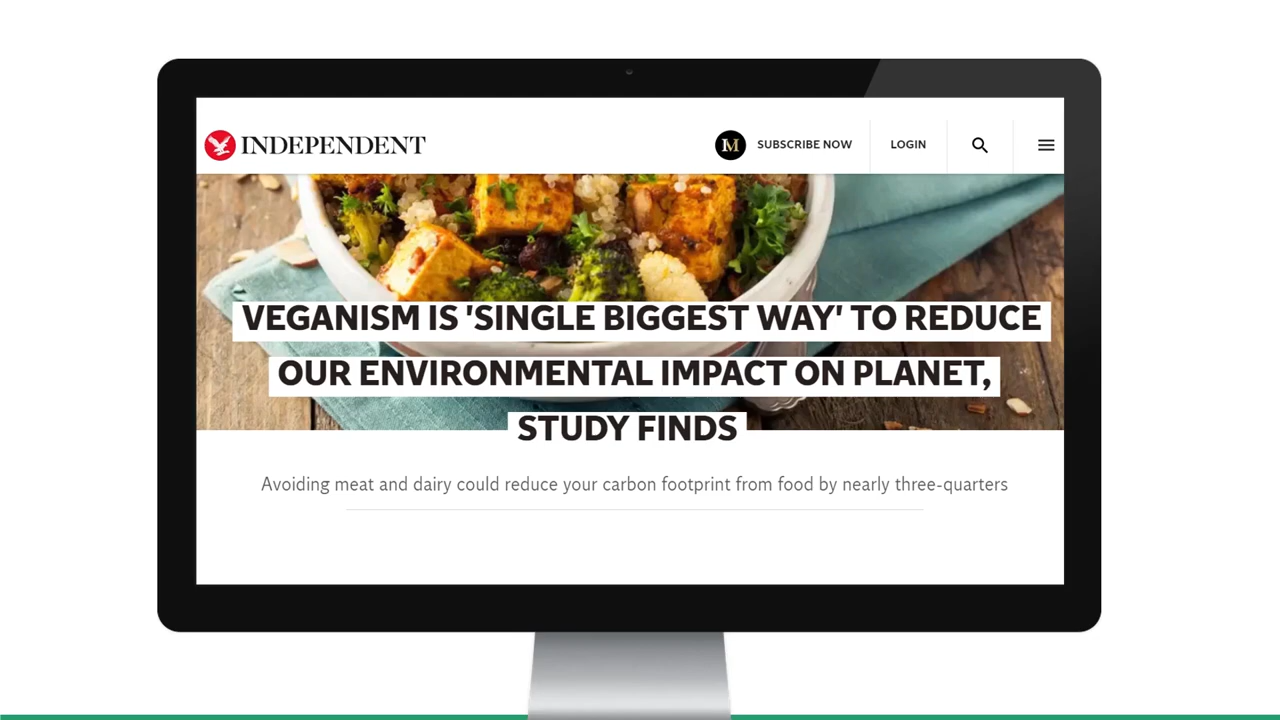 INDEPENDENT
IM SUBSCRIBE NOW
LOGIN
VEGANISM IS 'SINGLE BIGGEST WAY' TO REDUCE
OUR ENVIRONMENTAL IMPACT ON PLANET,
STUDY FINDS
Avoiding meat and dairy could reduce your carbon footprint from food by nearly three-quarters